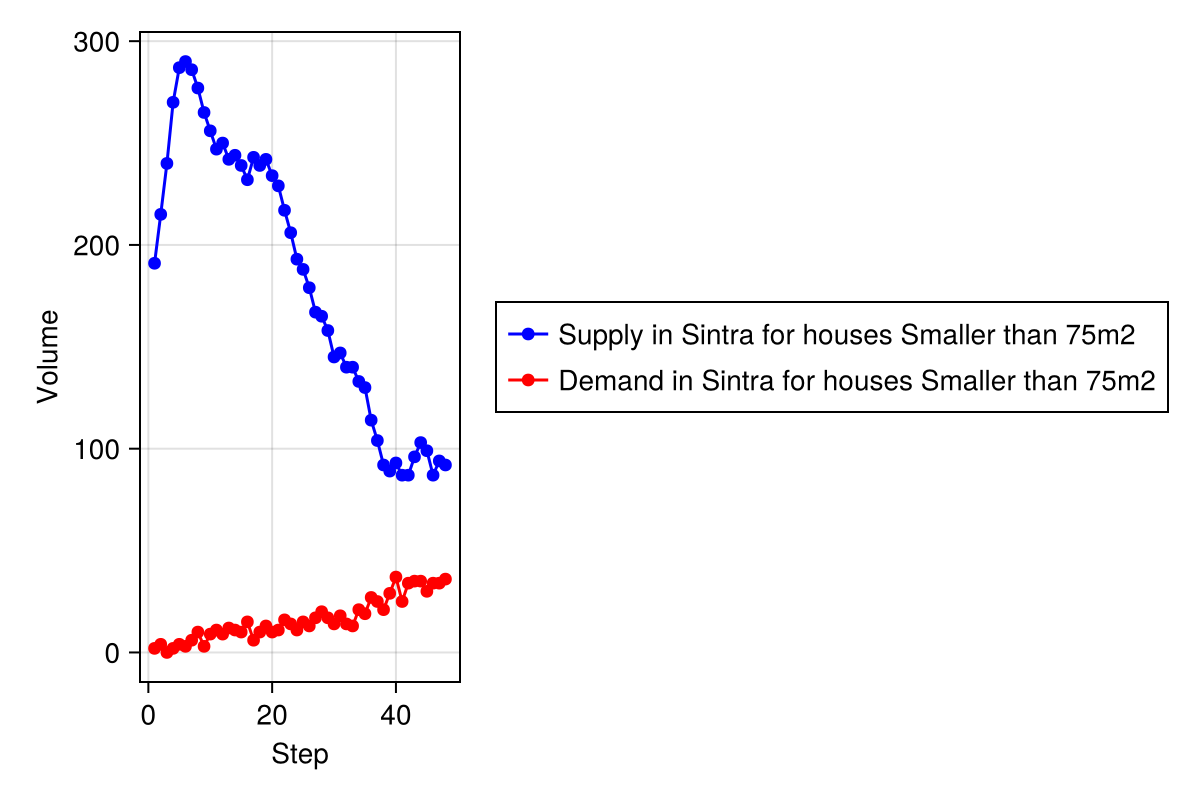 300
200
100
0
Volume
0 20 40
Step
Supply in Sintra for houses Smaller than 75m2
Demand in Sintra for houses Smaller than 75m2